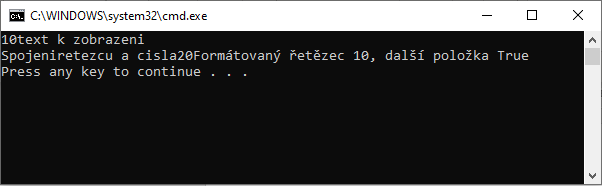 C:\WINDOWS\system32\cmd.exe
10text k zobrazeni
Spojeniretezcu a cisla20Formátovaný řetězec 10, další položka True
Press any key to continue . . .